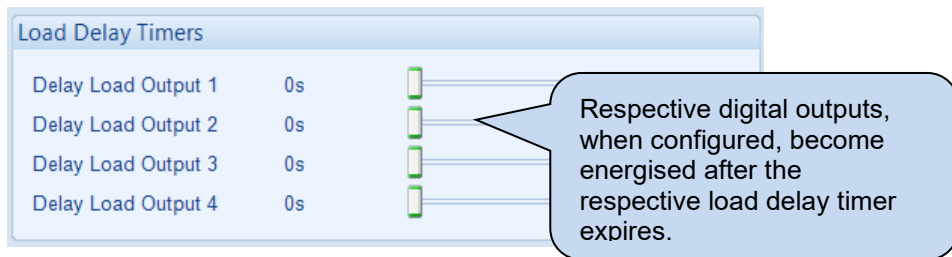 Load Delay Timers
Delay Load Output 1 0s
Delay Load Output 2 0s
Delay Load Output 3 0s
Delay Load Output 4 0s
Respective digital outputs,
when configured, become
energised after the
respective load delay timer
expires.